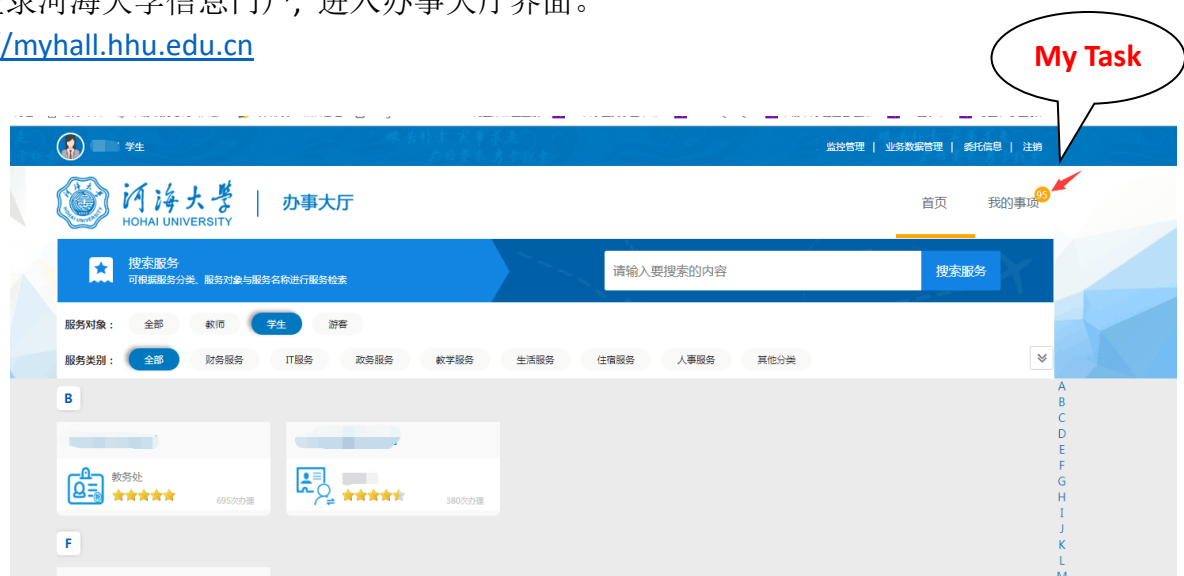 录河海大学信息门户, 进入办事大厅界面。
//myhall.hhu.edu.cn
My Task
学生
监控管理 | 业务数据管理 | 委托信息 | 注销
河海大学
HOHAI UNIVERSITY
办事大厅
首页
我的事项
95
搜索服务
可根据服务分类、服务对象与服务名称进行服务检索
请输入要搜索的内容
搜索服务
服务对象： 全部 教师 学生 游客
服务类别： 全部 财务服务 IT服务 政务服务 教学服务 生活服务 住宿服务 人事服务 其他分类
B
教务处
695次办理
380次办理
F
A
B
C
D
E
F
G
H
I
J
K
L
M